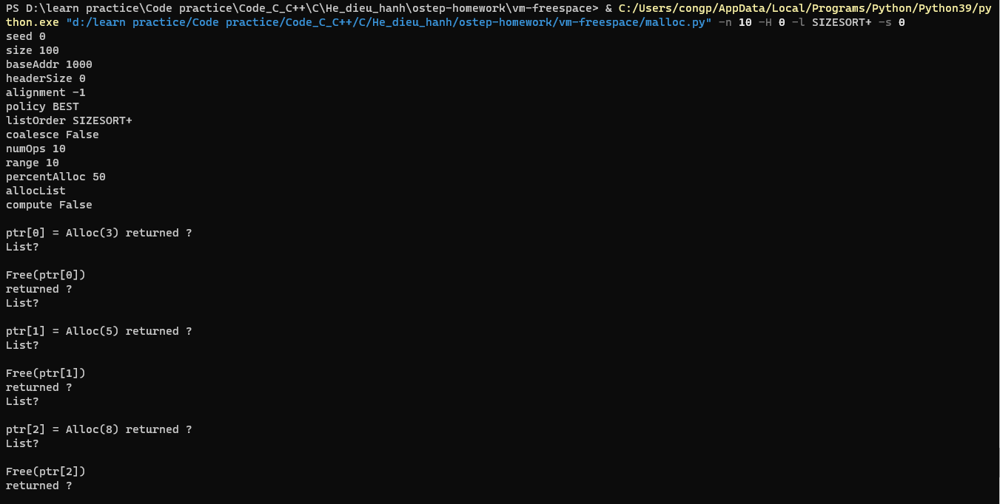 PS D:\learn practice\Code practice\Code_C_C++\C\He_dieu_hanh\ostep-homework\vm-freespace> & C:/Users/congp/AppData/Local/Programs/Python/Python39/py
thon.exe "d:/learn practice/Code practice/Code_C_C++/C/He_dieu_hanh/ostep-homework/vm-freespace/malloc.py" -n 10 -H 0 -l SIZESORT+ -s 0
seed 0
size 100
baseAddr 1000
headerSize 0
alignment -1
policy BEST
listOrder SIZESORT+
coalesce False
numOps 10
range 10
percentAlloc 50
allocList
compute False
ptr[0] = Alloc(3) returned ?
List?
Free(ptr[0])
returned ?
List?
ptr[1] = Alloc(5) returned ?
List?
Free(ptr[1])
returned ?
List?
ptr[2] = Alloc(8) returned ?
List?
Free(ptr[2])
returned ?